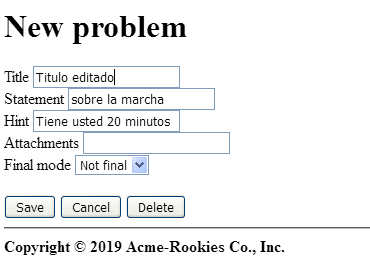 New problem
Title Titulo editado
Statement sobre la marcha
Hint Tiene usted 20 minutos
Attachments
Final mode Not final
Save Cancel Delete
Copyright © 2019 Acme-Rookies Co., Inc.